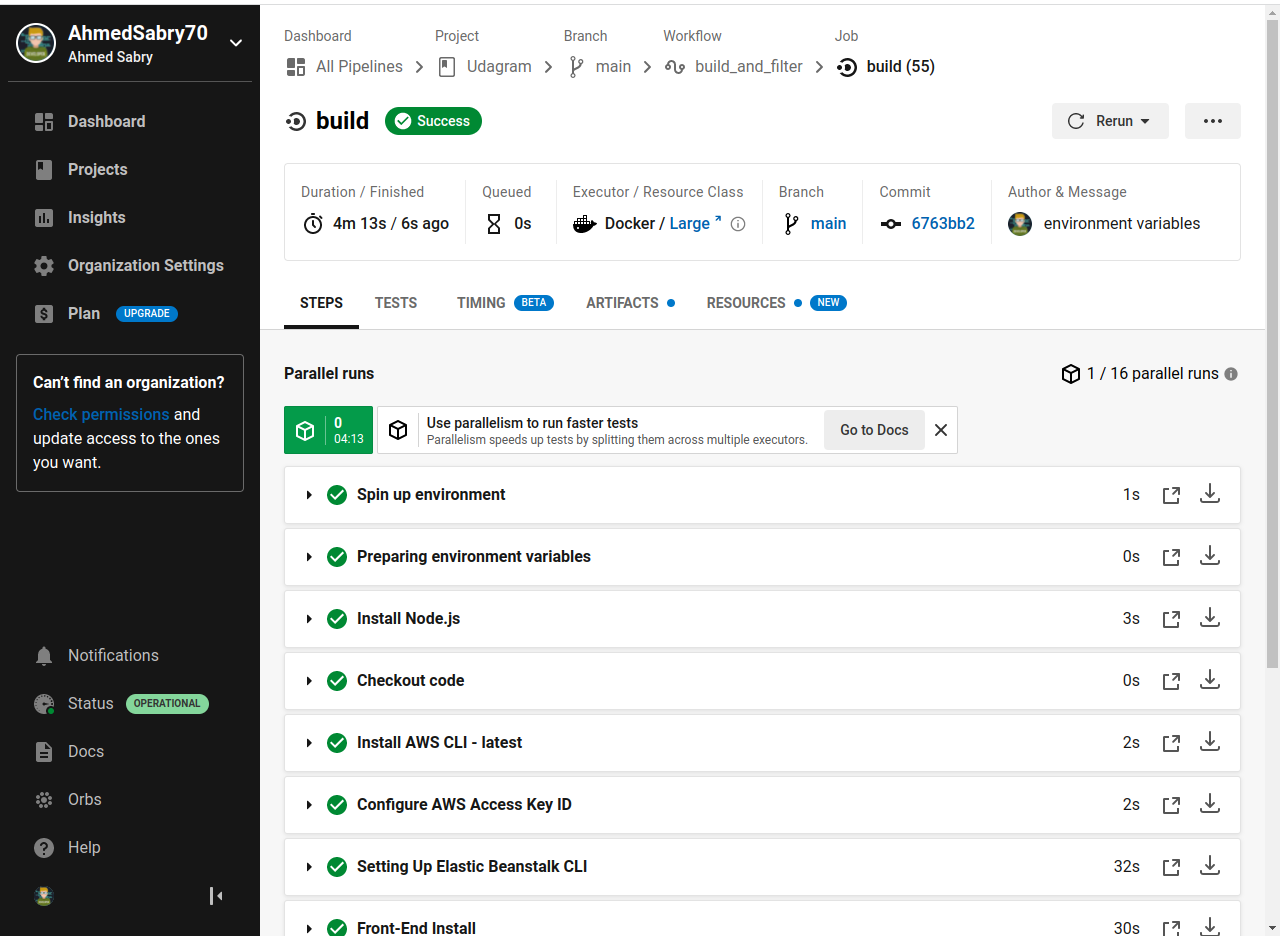 AhmedSabry70
Ahmed Sabry
Dashboard
Projects
Insights
Organization Settings
Plan UPGRADE
Can't find an organization?
Check permissions and
update access to the ones
you want.
Notifications
Status OPERATIONAL
Docs
Orbs
Help
Dashboard Project Branch Workflow Job
All Pipelines Udagram main build_and_filter build (55)
build Success Rerun
Duration / Finished Queued Executor / Resource Class Branch Commit Author & Message
4m 13s / 6s ago 0s Docker / Large main 6763bb2 environment variables
STEPS TESTS TIMING BETA ARTIFACTS RESOURCES NEW
Parallel runs 1 / 16 parallel runs
0
04:13
Use parallelism to run faster tests
Parallelism speeds up tests by splitting them across multiple executors.
Go to Docs
Spin up environment 1s
Preparing environment variables 0s
Install Node.js 3s
Checkout code 0s
Install AWS CLI - latest 2s
Configure AWS Access Key ID 2s
Setting Up Elastic Beanstalk CLI 32s
Front-End Install 30s